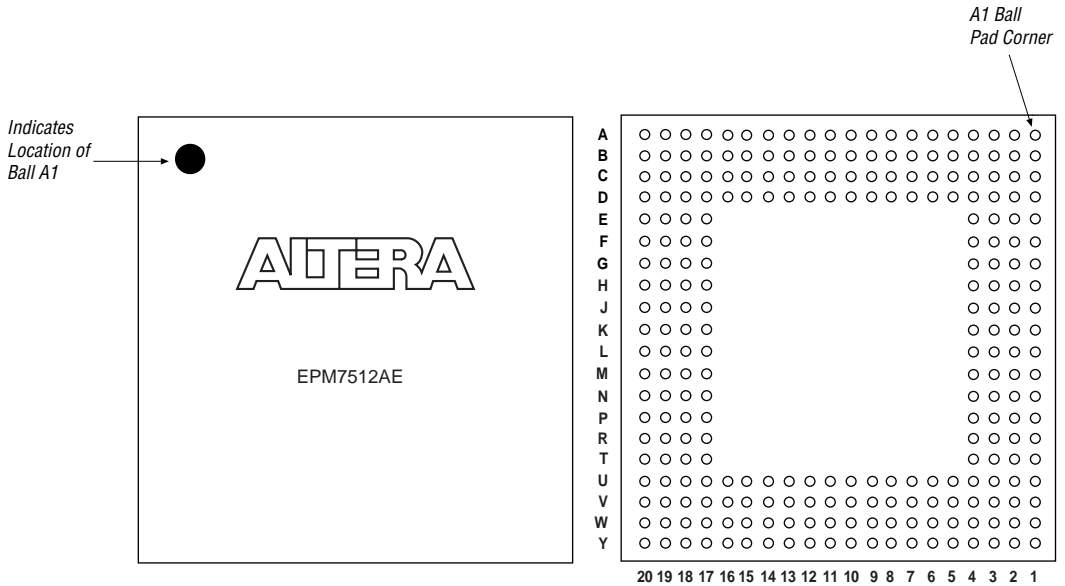 A1 Ball
Pad Corner
Indicates
Location of
Ball A1
ALTERA
EPM7512AE
A
B
C
D
E
F
G
H
J
K
L
M
N
P
R
T
U
V
W
Y
20 19 18 17 16 15 14 13 12 11 10 9 8 7 6 5 4 3 2 1